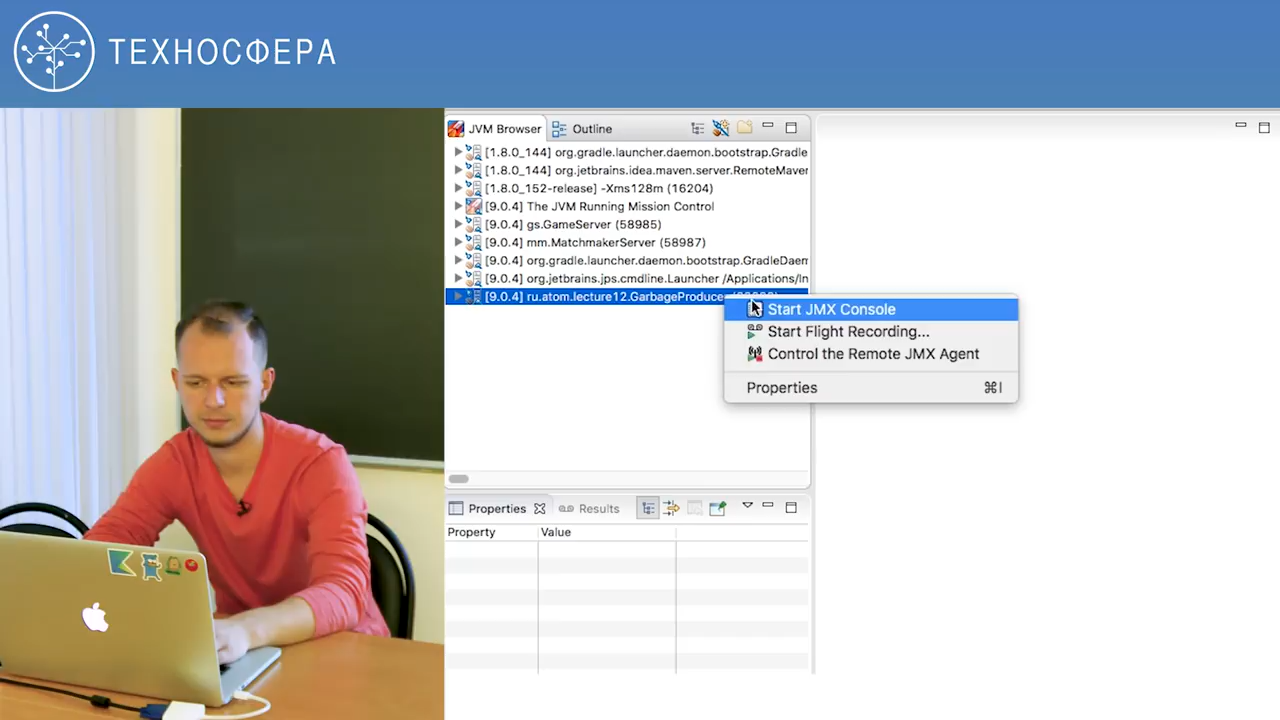 ТЕХНОСФЕРА
JVM Browser
Outline
[1.8.0_144] org.gradle.launcher.daemon.bootstrap.Gradle
[1.8.0_144] org.jetbrains.idea.maven.server.RemoteMaven
[1.8.0_152-release] -Xms128m (16204)
[9.0.4] The JVM Running Mission Control
[9.0.4] gs.GameServer (58985)
[9.0.4] mm.MatchmakerServer (58987)
[9.0.4] org.gradle.launcher.daemon.bootstrap.GradleDaem
[9.0.4] org.jetbrains.jps.cmdline.Launcher /Applications/In
[9.0.4] ru.atom.lecture12.GarbageProducer
Start JMX Console
Start Flight Recording...
Control the Remote JMX Agent
Properties ⌘I
Properties
Results
Property Value